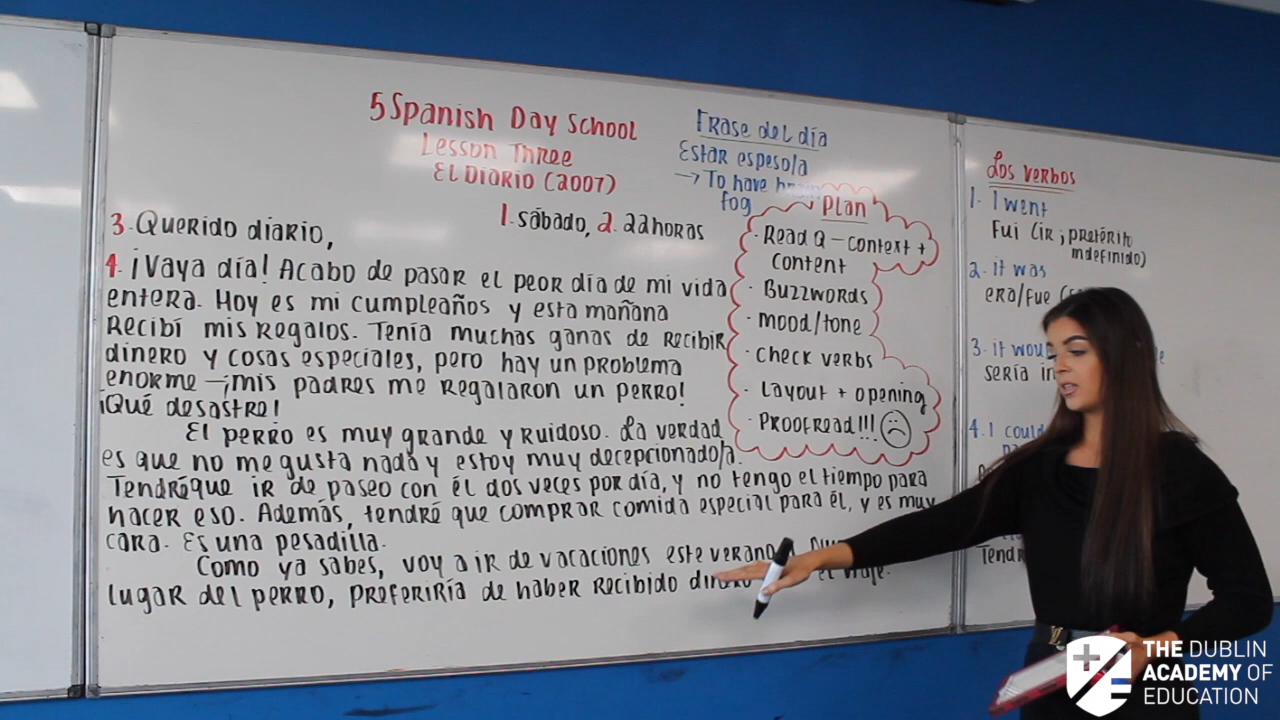 5 Spanish Day School
Lesson Three
El Diario (2007)
1. sábado, 2. 22 horas
3. Querido diario,
4. ¡Vaya día! Acabo de pasar el peor día de mi vida
entera. Hoy es mi cumpleaños y esta mañana
recibí mis regalos. Tenía muchas ganas de recibir
dinero y cosas especiales, pero hay un problema
enorme – ¡mis padres me regalaron un perro!
¡Qué desastre!
El perro es muy grande y ruidoso. La verdad
es que no me gusta nada y estoy muy decepcionado/a.
Tendré que ir de paseo con él dos veces por día, y no tengo el tiempo para
hacer eso. Además, tendré que comprar comida especial para él, y es muy
cara. Es una pesadilla.
Como ya sabes, voy a ir de vacaciones este verano
lugar del perro, preferiría de haber recibido el viaje.
Frase del día
Estar espeso/a
→ To have
fog
Plan
· Read Q – context +
content
· Buzzwords
· Mood/tone
· Check verbs
· Layout + opening
· Proofread!!!
Los verbos
1. I went
Fui (ir ; pretérito
indefinido)
2. it was
era/fue
3. it
sería
4. I
Tendré
THE DUBLIN
ACADEMY OF
EDUCATION